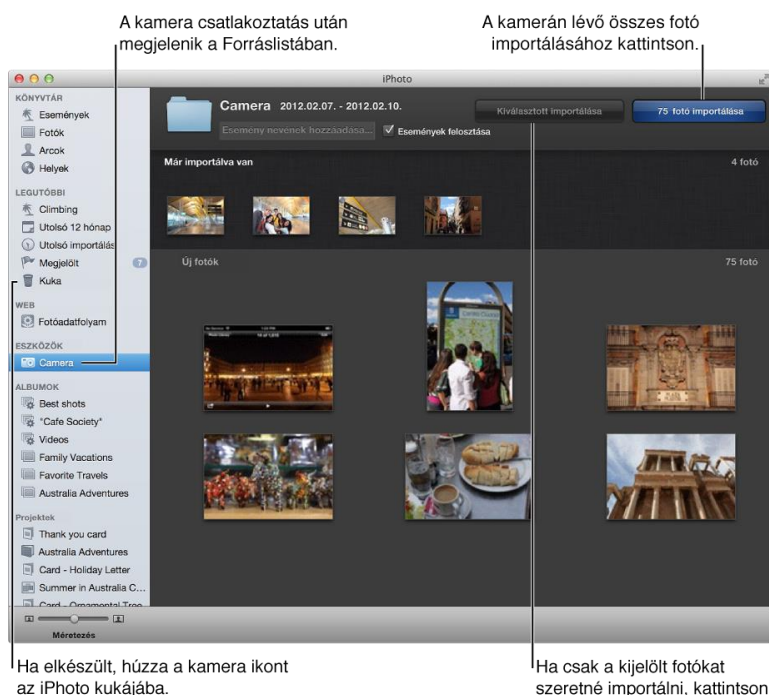 A kamera csatlakoztatás után
megjelenik a Forráslistában.
A kamerán lévő összes fotó
importálásához kattintson.
iPhoto
KÖNYVTÁR
Események
Fotók
Arcok
Helyek
LEGUTÓBBI
Climbing
Utolsó 12 hónap
Utolsó importálás
Megjelölt
7
Kuka
WEB
Fotóadatfolyam
ESZKÖZÖK
Camera
ALBUMOK
Best shots
"Cafe Society"
Videos
Family Vacations
Favorite Travels
Australia Adventures
Projektek
Thank you card
Australia Adventures
Card - Holiday Letter
Summer in Australia C...
Card - Ornamental Tree
Méretezés
Camera 2012.02.07. - 2012.02.10.
Esemény nevének hozzáadása...
Események felosztása
Kiválasztott importálása
75 fotó importálása
Már importálva van
4 fotó
Új fotók
75 fotó
Ha elkészült, húzza a kamera ikont
az iPhoto kukájába.
Ha csak a kijelölt fotókat
szeretné importálni, kattintson